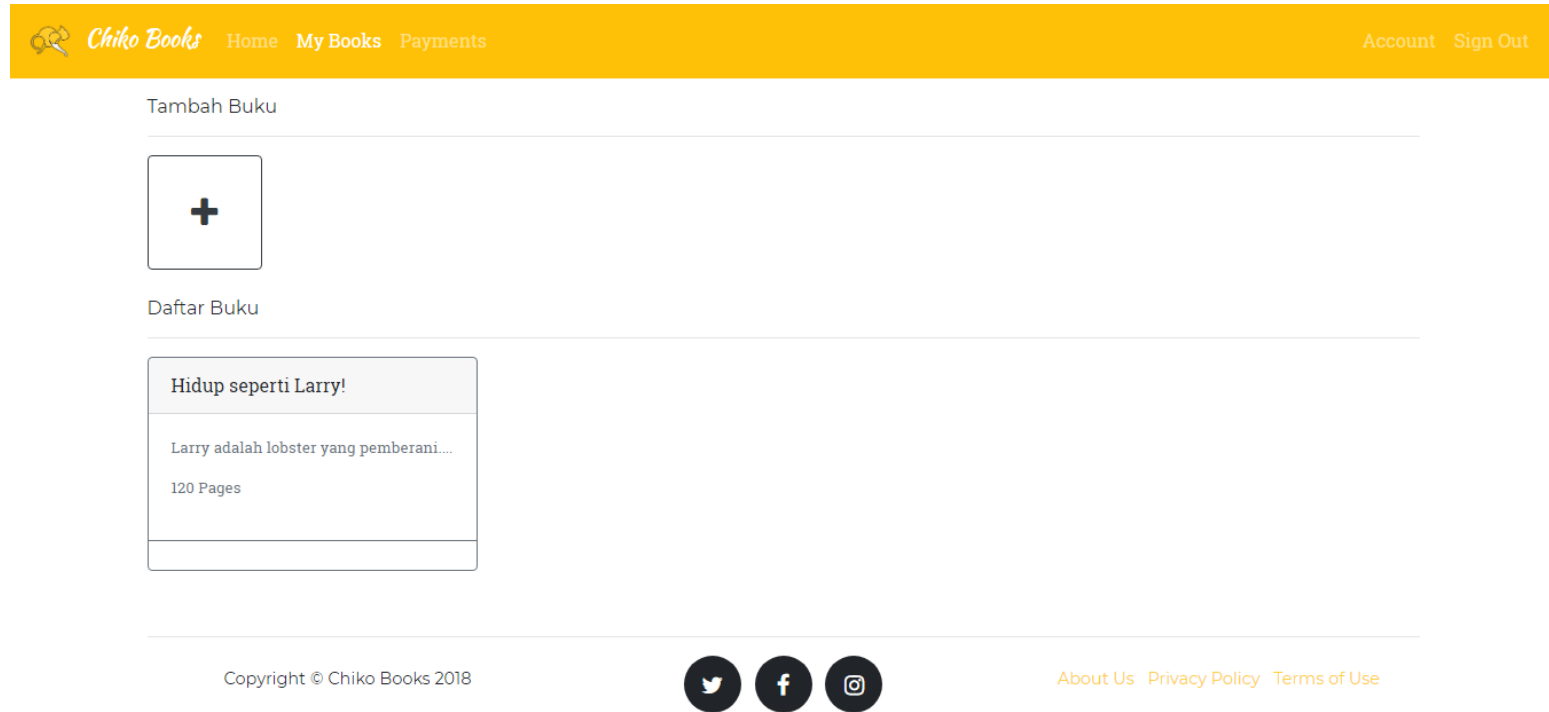 Chiko Books Home My Books Payments Account Sign Out
Tambah Buku
Daftar Buku
Hidup seperti Larry!
Larry adalah lobster yang pemberani....
120 Pages
Copyright © Chiko Books 2018 About Us Privacy Policy Terms of Use